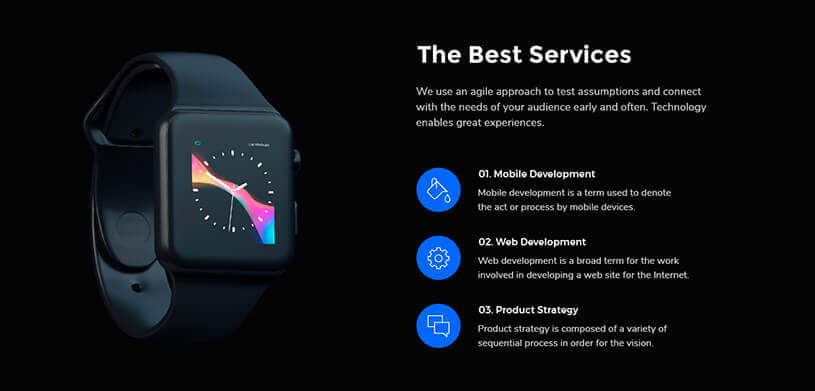 The Best Services
We use an agile approach to test assumptions and connect
with the needs of your audience early and often. Technology
enables great experiences.
01. Mobile Development
Mobile development is a term used to denote
the act or process by mobile devices.
02. Web Development
Web development is a broad term for the work
involved in developing a web site for the Internet.
03. Product Strategy
Product strategy is composed of a variety of
sequential process in order for the vision.